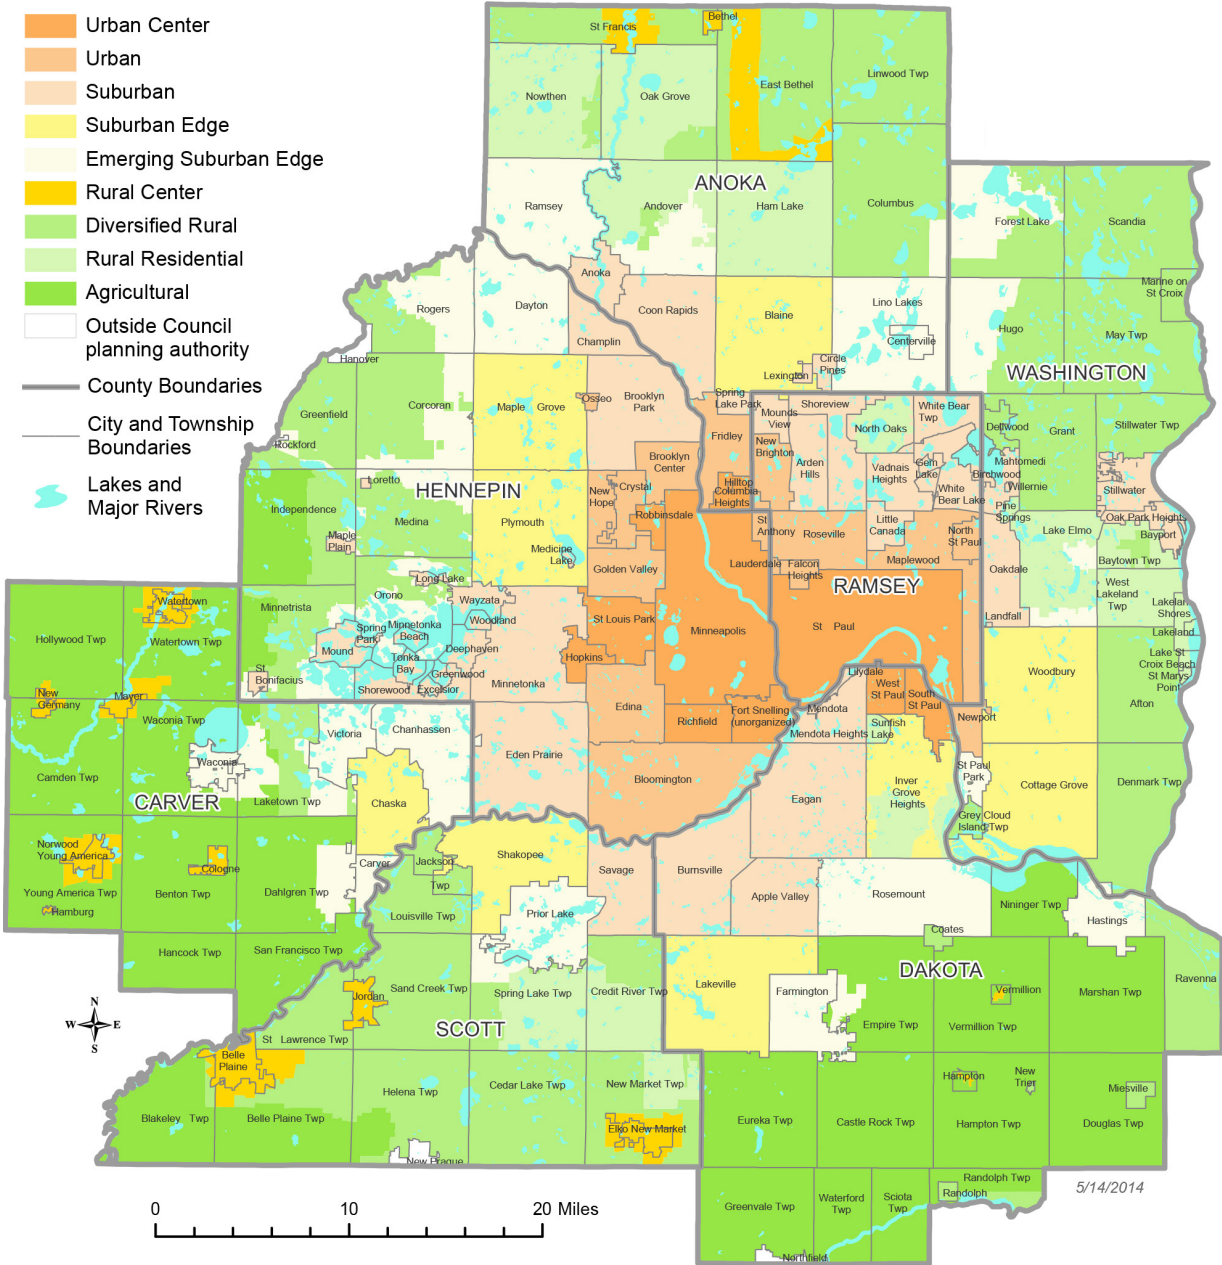 Urban Center
Urban
Suburban
Suburban Edge
Emerging Suburban Edge
Rural Center
Diversified Rural
Rural Residential
Agricultural
Outside Council
planning authority
County Boundaries
City and Township
Boundaries
Lakes and
Major Rivers
St Francis
Bethel
Nowthen
Oak Grove
East Bethel
Linwood Twp
ANOKA
Ramsey
Andover
Ham Lake
Columbus
Forest Lake
Scandia
Anoka
Rogers
Dayton
Coon Rapids
Blaine
Lino Lakes
Centerville
Hugo
Marine on
St Croix
May Twp
Champlin
Hanover
Lexington
Circle
Pines
WASHINGTON
Greenfield
Corcoran
Maple Grove
Osseo
Brooklyn
Park
Spring
Lake Park
Mounds
View
Shoreview
White Bear
Twp
North Oaks
Dellwood
Grant
Stillwater Twp
Rockford
Fridley
New
Brighton
Arden
Hills
Vadnais
Heights
Gem
Lake
White
Bear Lake
Birchwood
Mahtomedi
Willernie
Stillwater
Brooklyn
Center
Loretto
HENNEPIN
New
Hope
Crystal
Robbinsdale
Hilltop
Columbia
Heights
Pine
Springs
Oak Park Heights
Bayport
Independence
Medina
Plymouth
St
Anthony
Roseville
Little
Canada
North
St Paul
Maplewood
Lake Elmo
Baytown Twp
Maple
Plain
Medicine
Lake
Golden Valley
Lauderdale
Falcon
Heights
RAMSEY
Oakdale
West
Lakeland
Twp
Long Lake
Orono
Wayzata
Woodland
Minnetrista
Spring
Park
Minnetonka
Beach
Mound
Tonka
Bay
Deephaven
Greenwood
Shorewood
Excelsior
St
Bonifacius
Minnetonka
Hopkins
St Louis Park
Minneapolis
St Paul
Landfall
Lakeland
Shores
Lakeland
Lake St
Croix Beach
St Marys
Point
Watertown
Watertown Twp
Hollywood Twp
New
Germany
Mayer
Waconia Twp
Victoria
Chanhassen
Eden Prairie
Edina
Richfield
Fort Snelling
(unorganized)
Lilydale
West
St Paul
South
St Paul
Mendota
Mendota Heights
Sunfish
Lake
Newport
Woodbury
Afton
Camden Twp
Waconia
CARVER
Laketown Twp
Chaska
Bloomington
Eagan
Inver
Grove
Heights
St Paul
Park
Grey Cloud
Island Twp
Cottage Grove
Denmark Twp
Norwood
Young America
Young America Twp
Hamburg
Cologne
Benton Twp
Dahlgren Twp
Carver
Jackson
Twp
Louisville Twp
Shakopee
Prior Lake
Savage
Burnsville
Apple Valley
Rosemount
Coates
Nininger Twp
Hastings
Hancock Twp
San Francisco Twp
Jordan
Sand Creek Twp
Spring Lake Twp
Credit River Twp
Lakeville
Farmington
DAKOTA
Empire Twp
Vermillion
Vermillion Twp
Marshan Twp
Ravenna
N
W E
S
SCOTT
St Lawrence Twp
Belle
Plaine
Blakeley Twp
Belle Plaine Twp
Helena Twp
Cedar Lake Twp
New Market Twp
Elko New Market
New Prague
Eureka Twp
Castle Rock Twp
Hampton
Hampton Twp
New
Trier
Miesville
Douglas Twp
Greenvale Twp
Waterford
Twp
Sciota
Twp
Randolph Twp
Randolph
Northfield
5/14/2014
0 10 20 Miles